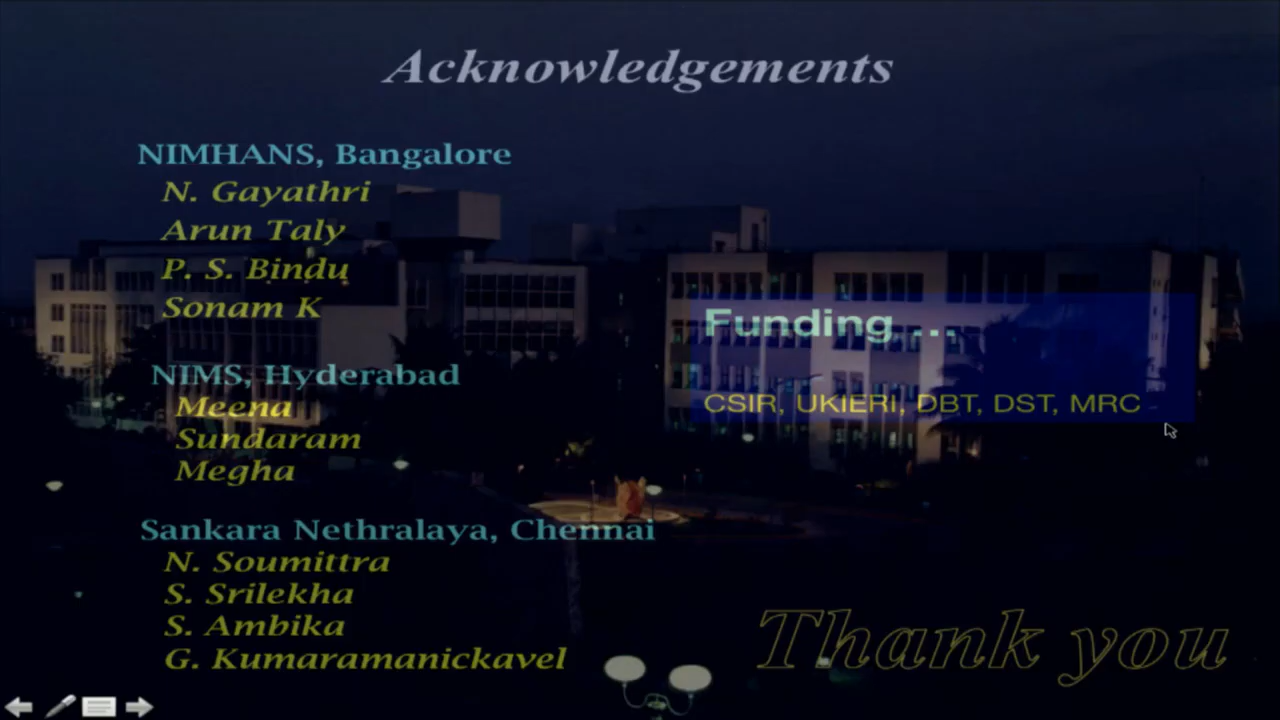 Acknowledgements
NIMHANS, Bangalore
N. Gayathri
Arun Taly
P. S. Bindu
Sonam K
NIMS, Hyderabad
Meena
Sundaram
Megha
Sankara Nethralaya, Chennai
N. Soumittra
S. Srilekha
S. Ambika
G. Kumaramanickavel
Funding ...
CSIR, UKIERI, DBT, DST, MRC
Thank you